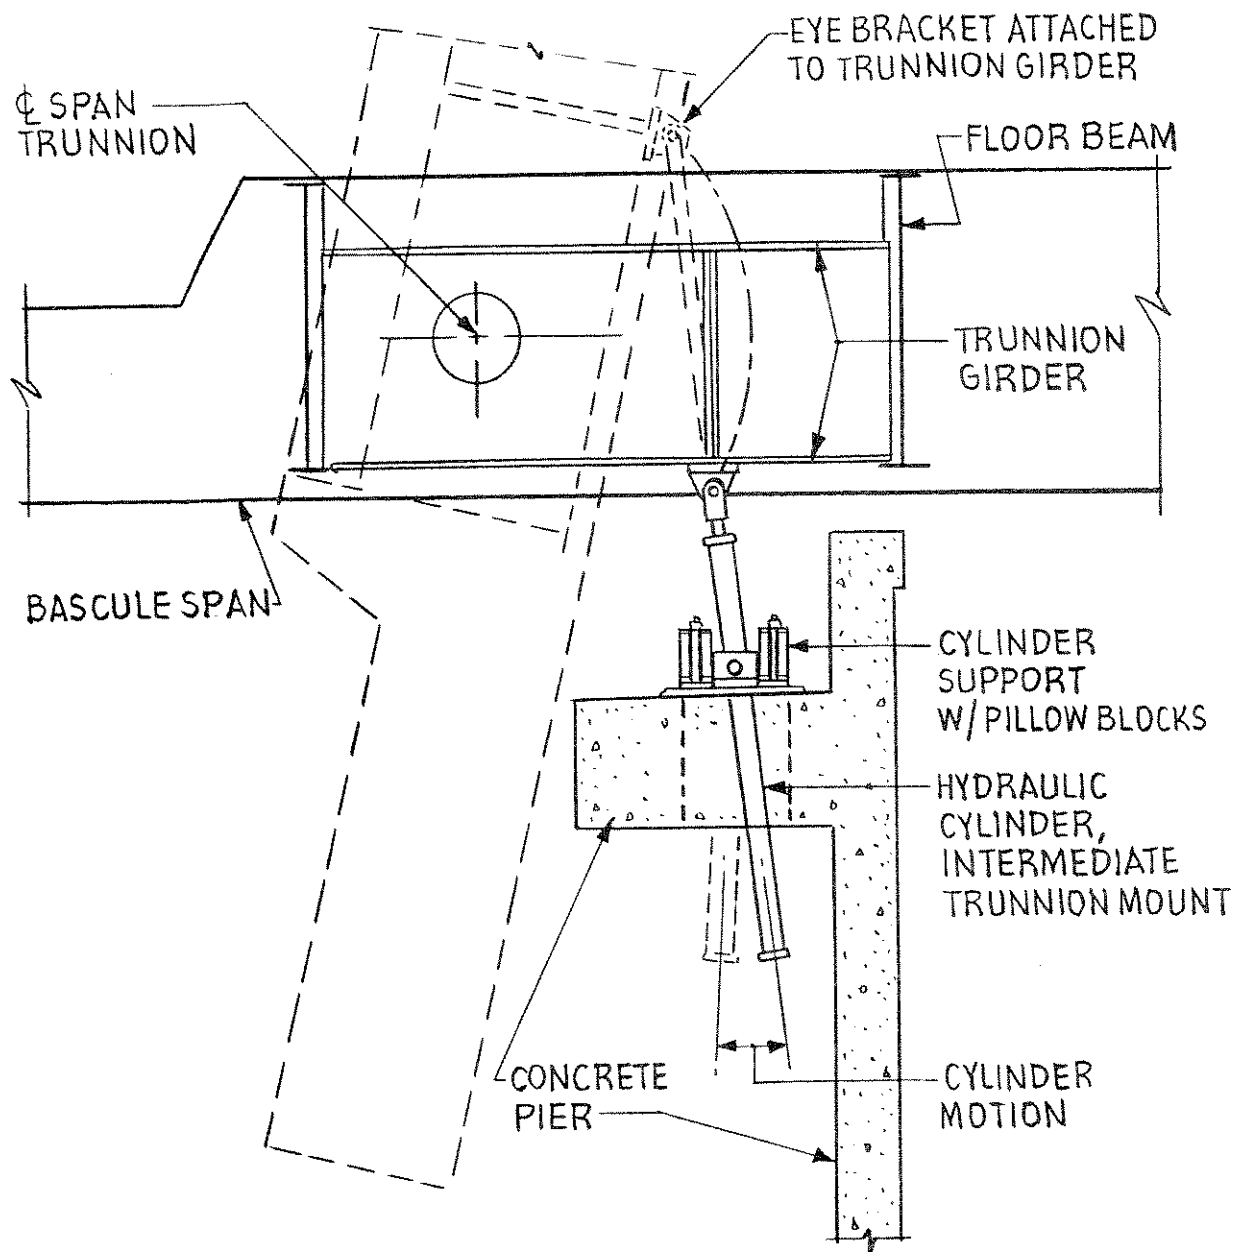 EYE BRACKET ATTACHED
TO TRUNNION GIRDER
℄ SPAN
TRUNNION
FLOOR BEAM
TRUNNION
GIRDER
BASCULE SPAN
CYLINDER
SUPPORT
W/ PILLOW BLOCKS
HYDRAULIC
CYLINDER,
INTERMEDIATE
TRUNNION MOUNT
CONCRETE
PIER
CYLINDER
MOTION